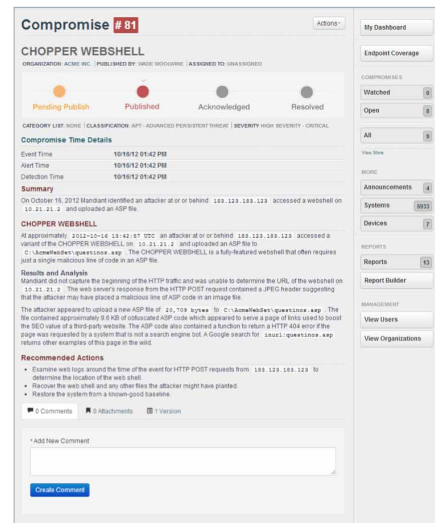 Compromise # 81
Actions
CHOPPER WEBSHELL
ORGANIZATION: ACME INC. | PUBLISHED BY: WADE WOOLWINE | ASSIGNED TO: UNASSIGNED
Pending Publish Published Acknowledged Resolved
CATEGORY LIST: NONE | CLASSIFICATION: APT - ADVANCED PERSISTENT THREAT | SEVERITY HIGH SEVERITY - CRITICAL
Compromise Time Details
Event Time 10/16/12 01:42 PM
Alert Time 10/16/12 01:42 PM
Detection Time 10/16/12 01:42 PM
Summary
On October 16, 2012 Mandiant identified an attacker at or behind 183.123.183.123 accessed a webshell on
10.21.21.2 and uploaded an ASP file.
CHOPPER WEBSHELL
At approximately 2012-10-16 13:42:57 UTC an attacker at or behind 183.123.183.123 accessed a
variant of the CHOPPER WEBSHELL on 10.21.21.2 and uploaded an ASP file to
C:\AcmeWebNet\questinos.asp. The CHOPPER WEBSHELL is a fully-featured webshell that often requires
just a single malicious line of code in an ASP file.
Results and Analysis
Mandiant did not capture the beginning of the HTTP traffic and was unable to determine the URL of the webshell on
10.21.21.2. The web server's response from the HTTP POST request contained a JPEG header suggesting
that the attacker may have placed a malicious line of ASP code in an image file.
The attacker appeared to upload a new ASP file of 20,709 bytes to C:\AcmeWebNet\questinos.asp. The
file contained approximately 9.6 KB of obfuscated ASP code which appeared to serve a page of links used to boost
the SEO value of a third-party website. The ASP code also contained a function to return a HTTP 404 error if the
page was requested by a system that is not a search engine bot. A Google search for inurl:questinos.asp
returns other examples of this page in the wild.
Recommended Actions
• Examine web logs around the time of the event for HTTP POST requests from 183.123.183.123 to
determine the location of the web shell.
• Recover the web shell and any other files the attacker might have planted.
• Restore the system from a known-good baseline.
0 Comments 0 Attachments 1 Version
* Add New Comment
Create Comment
My Dashboard
Endpoint Coverage
COMPROMISES
Watched 0
Open 8
All 9
View More
MORE
Announcements 4
Systems 8933
Devices 7
REPORTS
Reports 13
Report Builder
MANAGEMENT
View Users
View Organizations